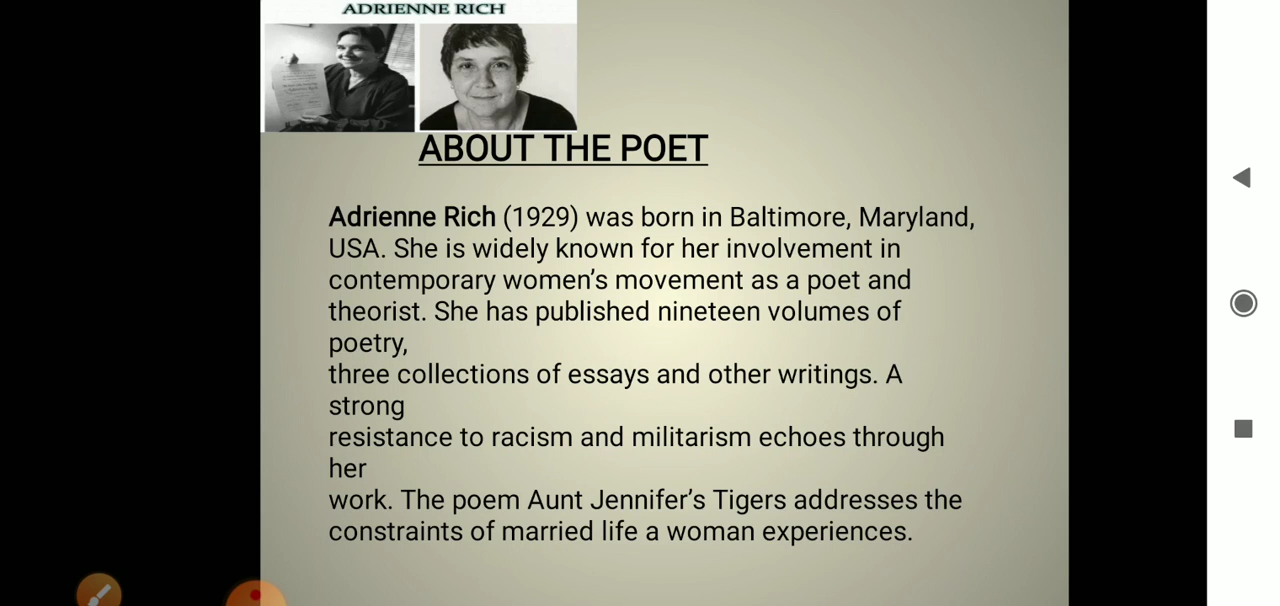 ADRIENNE RICH
ABOUT THE POET
Adrienne Rich (1929) was born in Baltimore, Maryland,
USA. She is widely known for her involvement in
contemporary women’s movement as a poet and
theorist. She has published nineteen volumes of
poetry,
three collections of essays and other writings. A
strong
resistance to racism and militarism echoes through
her
work. The poem Aunt Jennifer’s Tigers addresses the
constraints of married life a woman experiences.